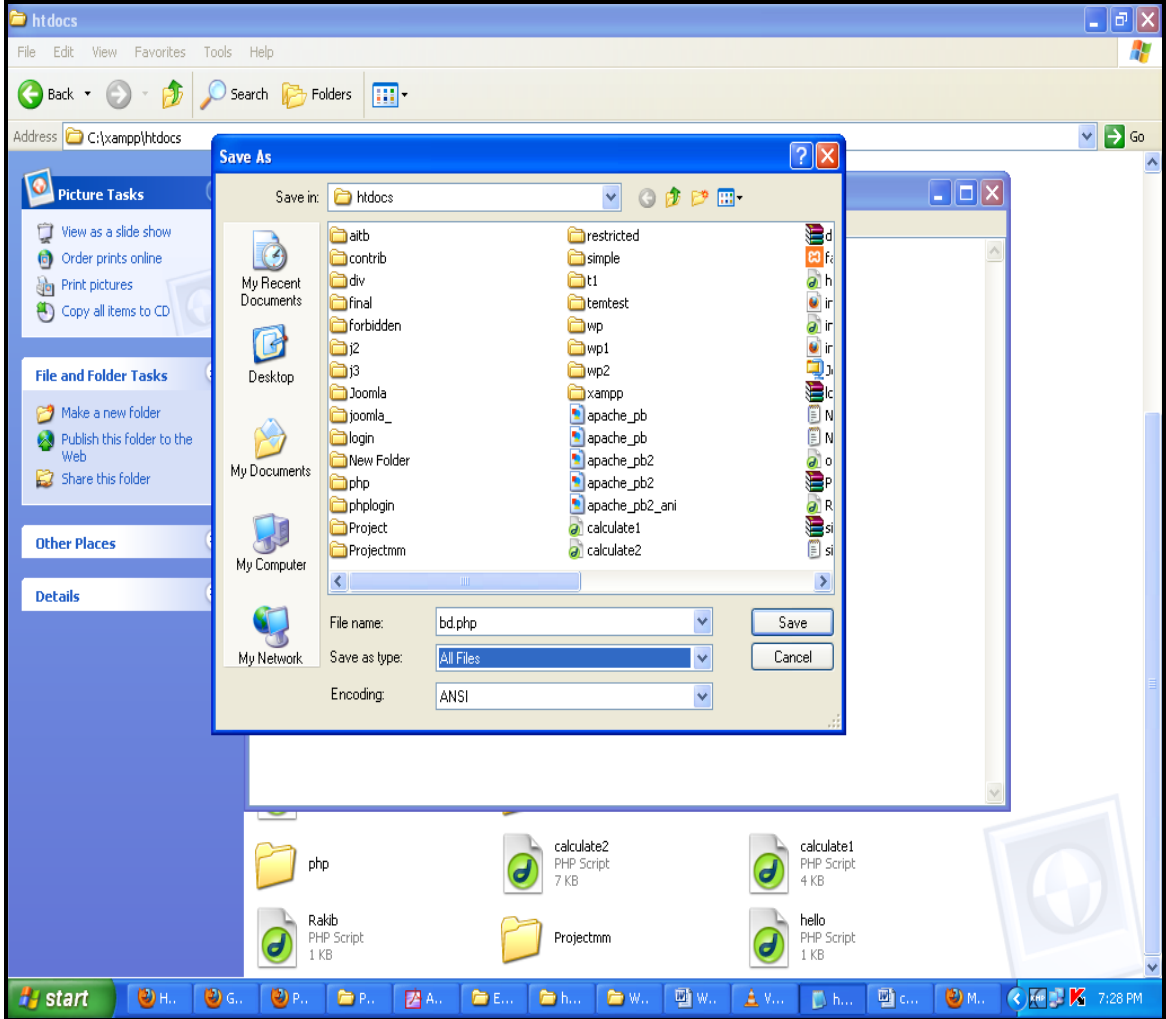 htdocs
File Edit View Favorites Tools Help
Back Search Folders
Address C:\xampp\htdocs Go
Picture Tasks
View as a slide show
Order prints online
Print pictures
Copy all items to CD
File and Folder Tasks
Make a new folder
Publish this folder to the
Web
Share this folder
Other Places
Details
Save As
Save in: htdocs
My Recent
Documents
Desktop
My Documents
My Computer
My Network
aitb
contrib
div
final
forbidden
j2
j3
Joomla
joomla_
login
New Folder
php
phplogin
Project
Projectmm
restricted
simple
t1
temtest
wp
wp1
wp2
xampp
apache_pb
apache_pb
apache_pb2
apache_pb2
apache_pb2_ani
calculate1
calculate2
d
fa
h
in
in
in
N
N
o
P
R
si
si
File name: bd.php Save
Save as type: All Files Cancel
Encoding: ANSI
php
calculate2
PHP Script
7 KB
calculate1
PHP Script
4 KB
Rakib
PHP Script
1 KB
Projectmm
hello
PHP Script
1 KB
start H.. G.. P.. P.. A.. E... h... W.. W.. V... h... c... M.. 7:28 PM